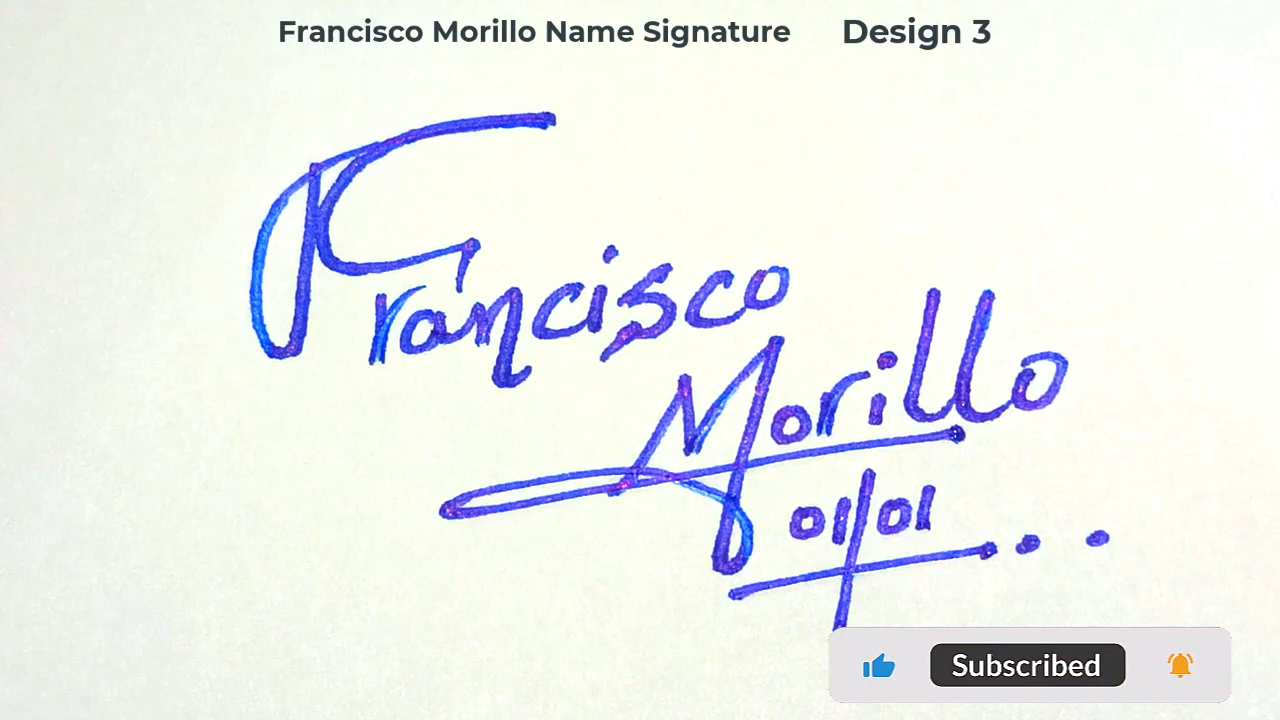 Francisco Morillo Name Signature Design 3
Francisco
Morillo
01/01
Subscribed